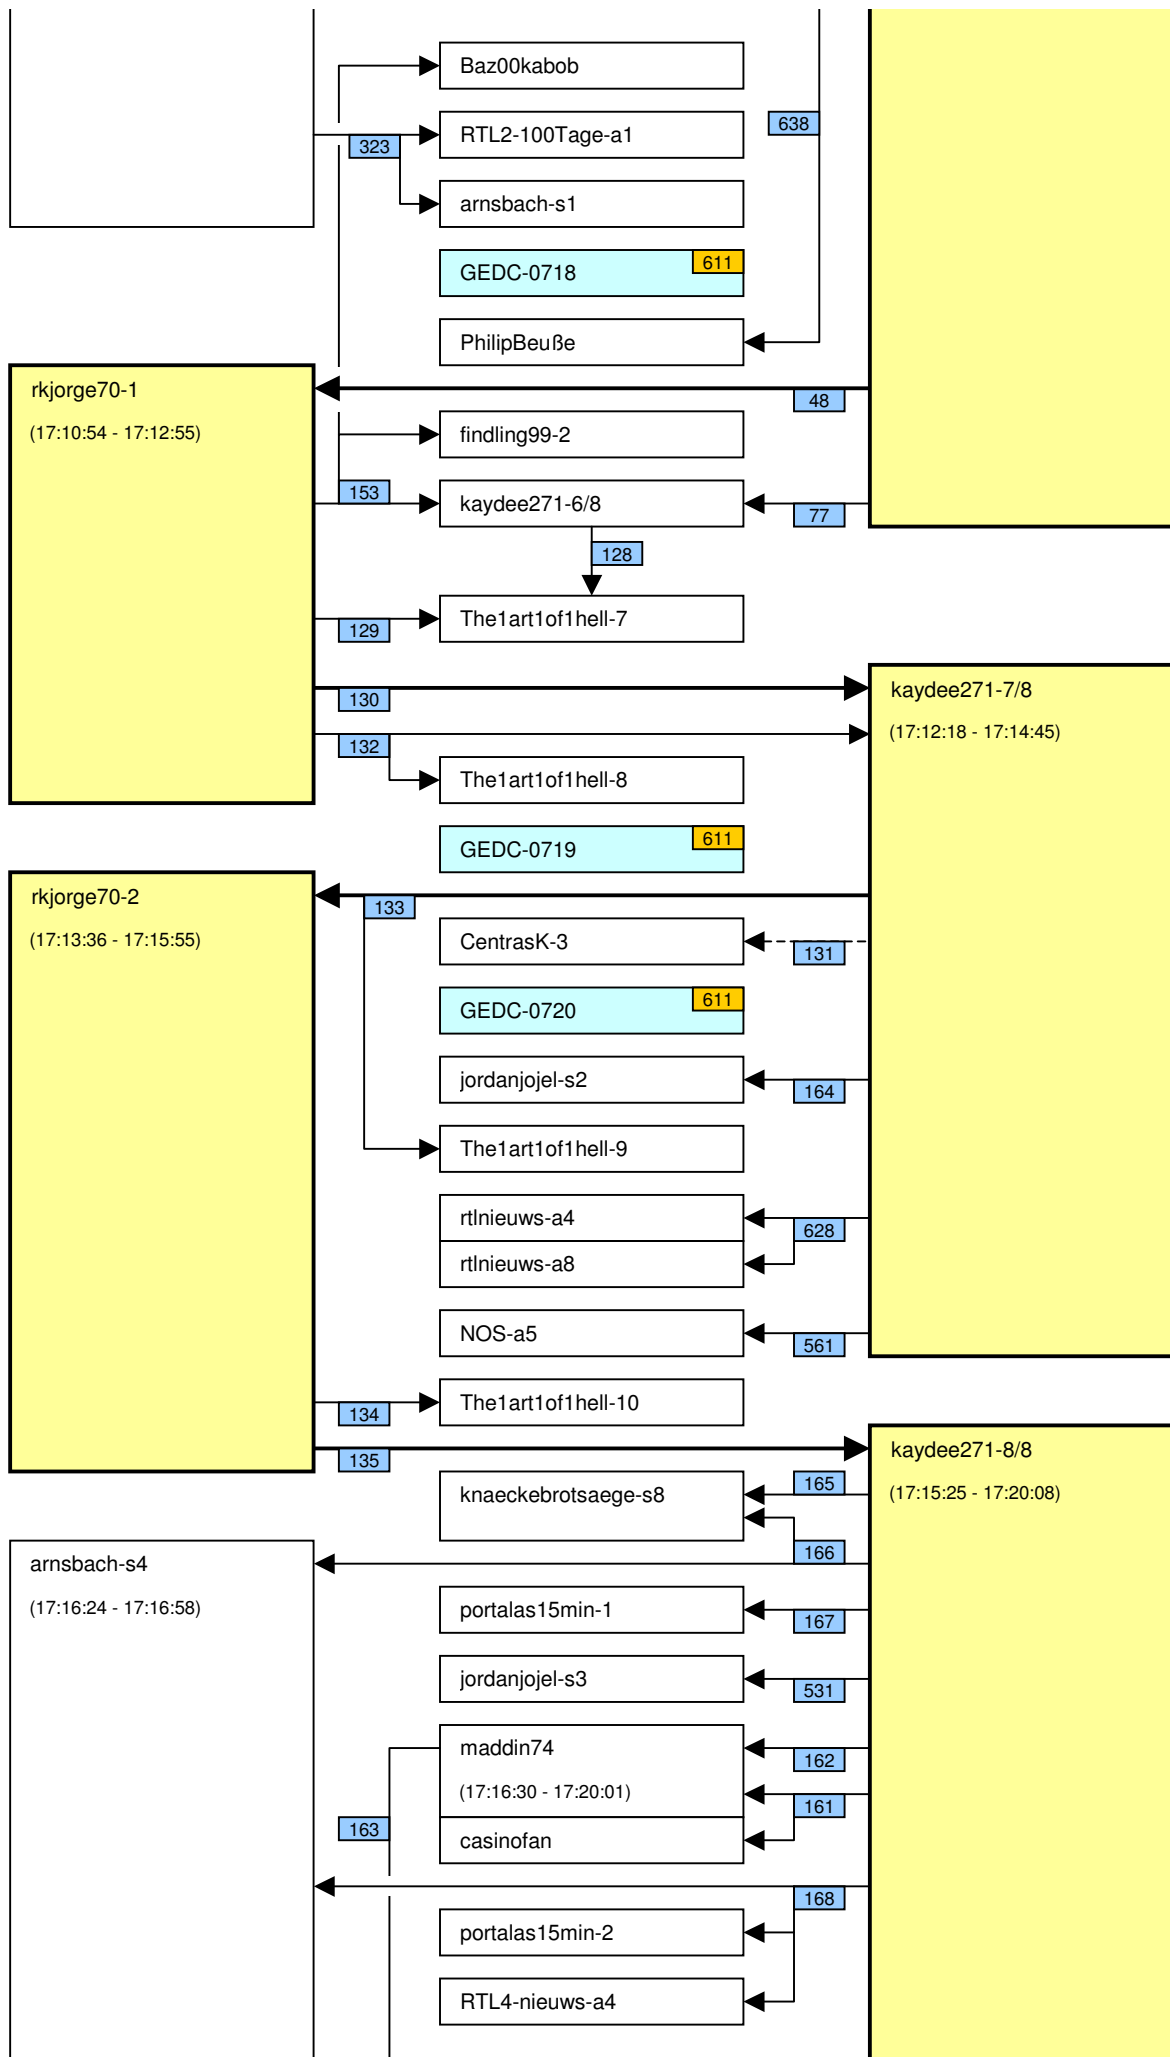 Baz00kabob
638
RTL2-100Tage-a1
323
arnsbach-s1
611
GEDC-0718
PhilipBeuße
rkjorge70-1
48
(17:10:54 - 17:12:55)
findling99-2
153
kaydee271-6/8
77
128
The1art1of1hell-7
129
130
kaydee271-7/8
(17:12:18 - 17:14:45)
132
The1art1of1hell-8
611
GEDC-0719
rkjorge70-2
133
(17:13:36 - 17:15:55)
CentrasK-3
131
611
GEDC-0720
jordanjojel-s2
164
The1art1of1hell-9
rtlnieuws-a4
628
rtlnieuws-a8
NOS-a5
561
The1art1of1hell-10
134
kaydee271-8/8
135
165
knaeckebrotsaege-s8
(17:15:25 - 17:20:08)
166
arnsbach-s4
(17:16:24 - 17:16:58)
portalas15min-1
167
jordanjojel-s3
531
maddin74
162
(17:16:30 - 17:20:01)
161
163
casinofan
168
portalas15min-2
RTL4-nieuws-a4